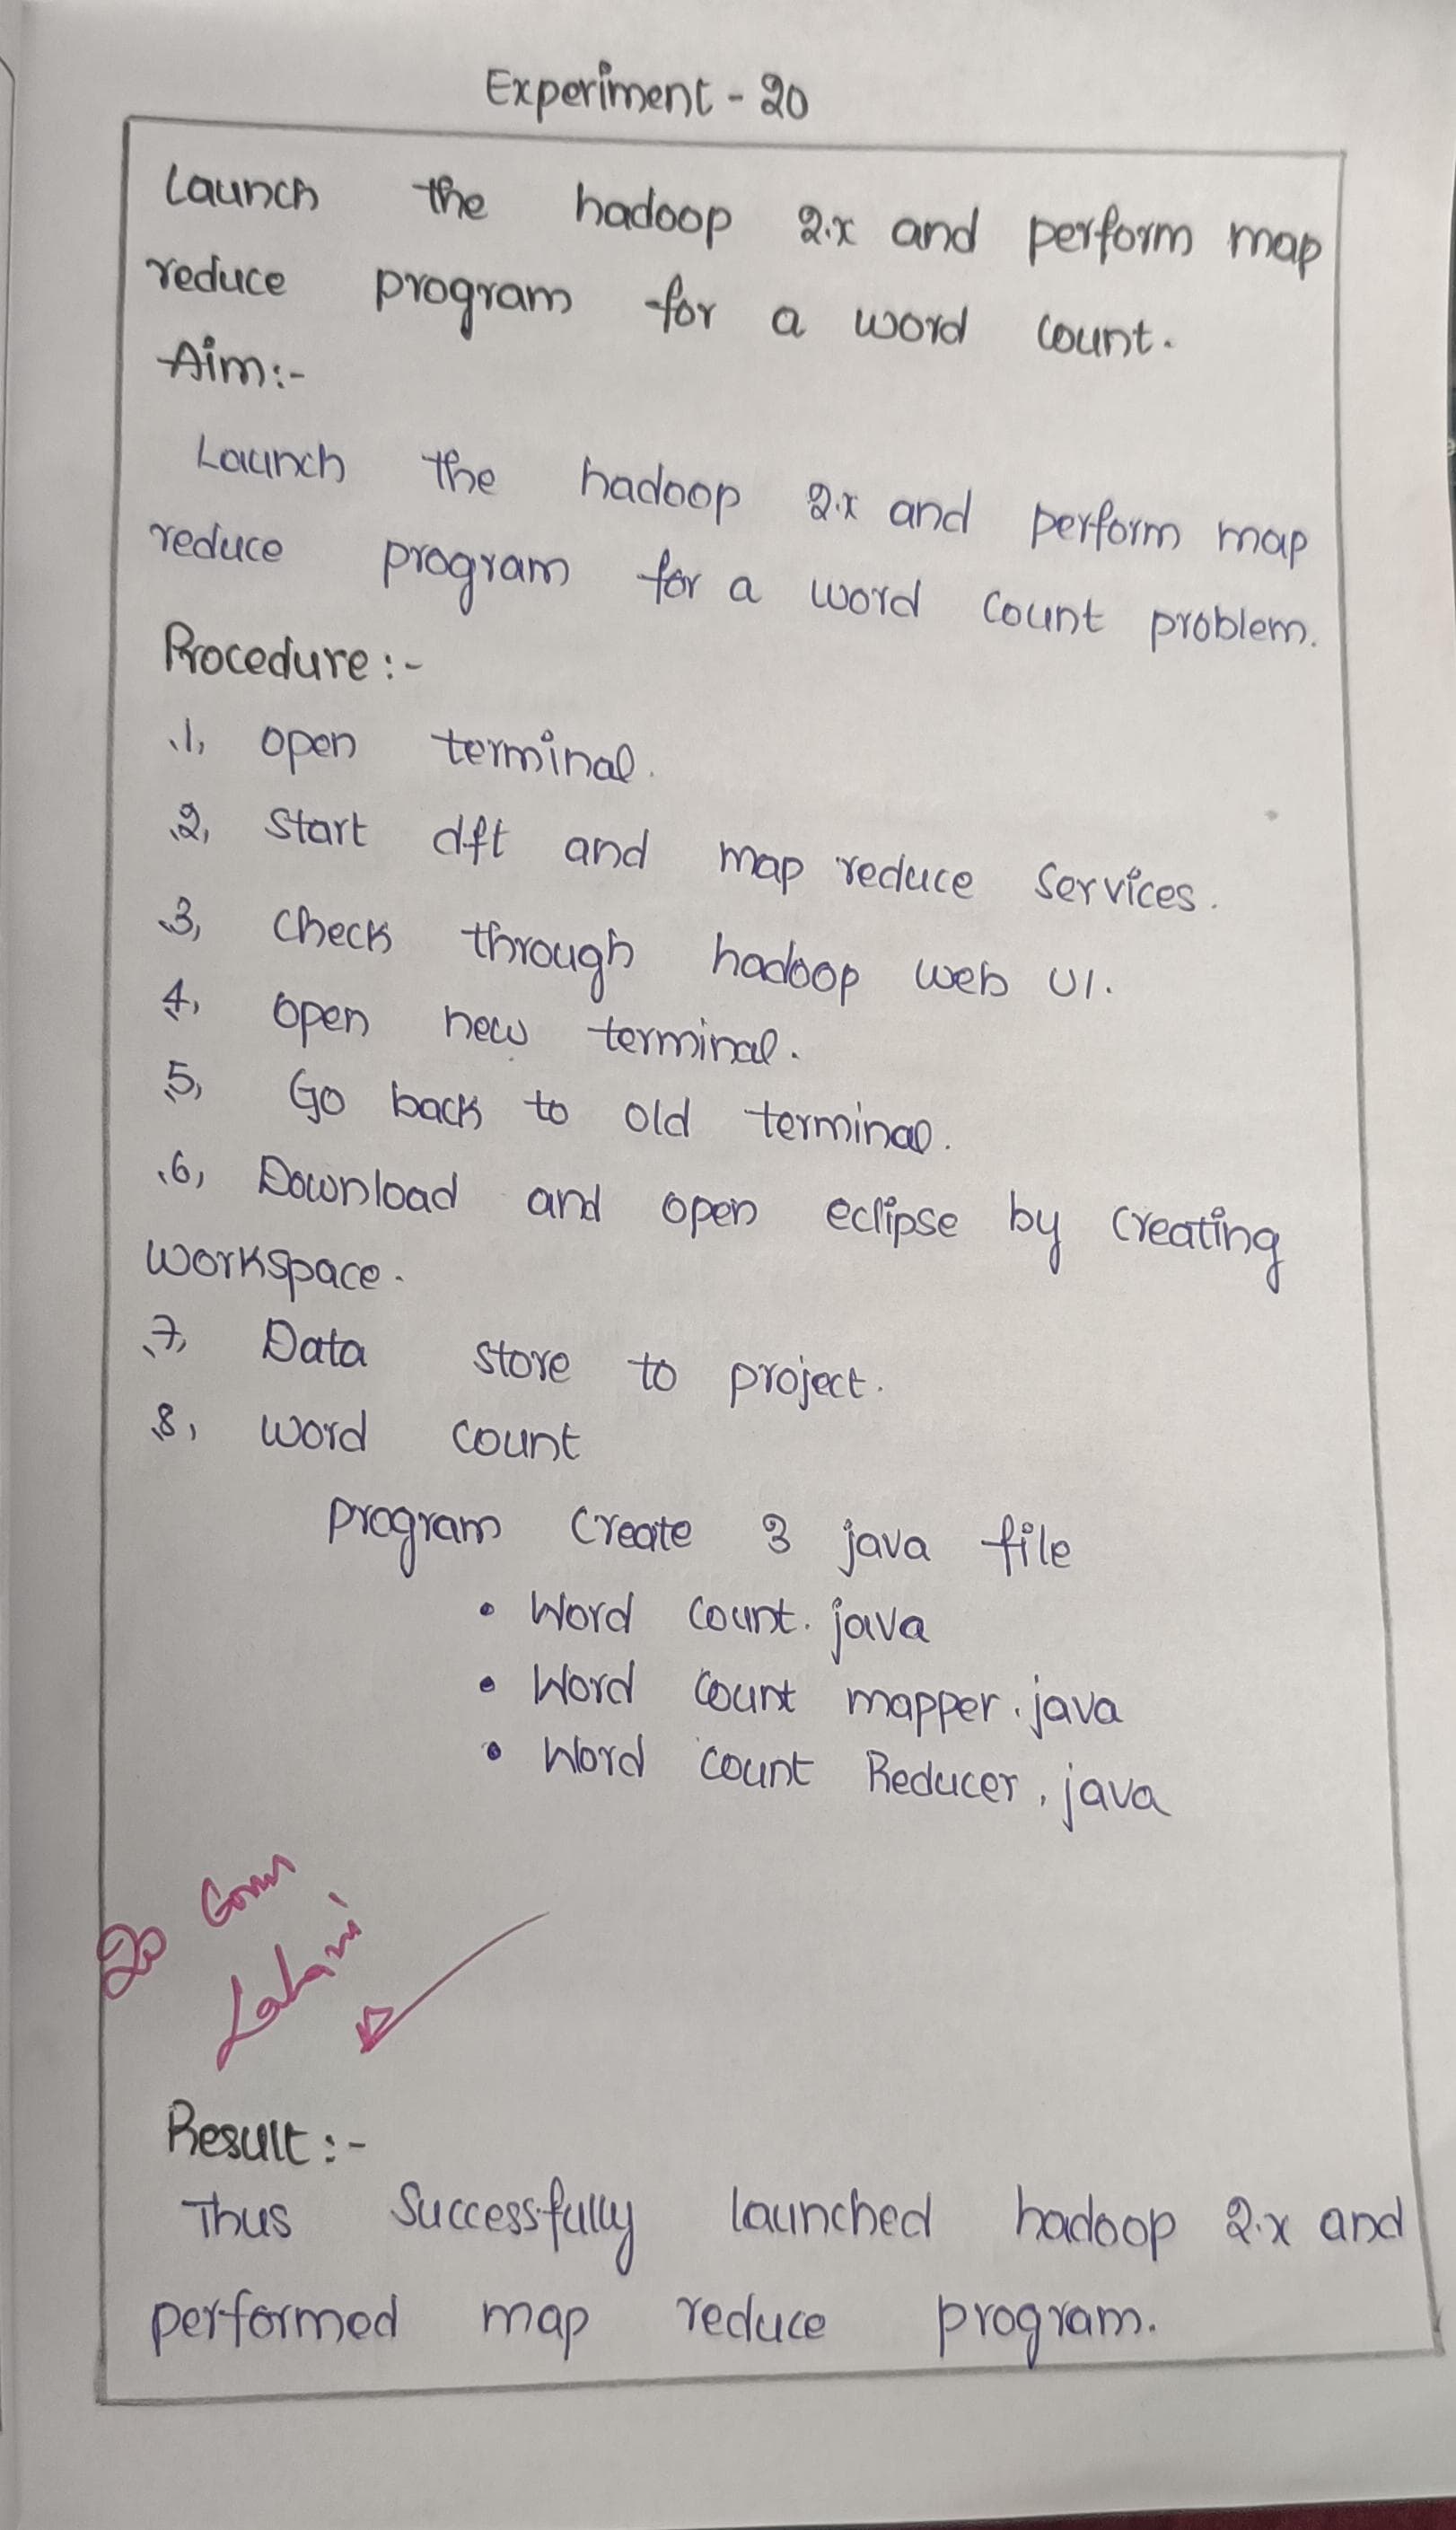 Experiment - 20
Launch the hadoop 2.x and perform map
reduce program for a word count.
Aim:-
Launch the hadoop 2.x and perform map
reduce program for a word count problem.
Procedure :-
1, open terminal.
2, Start dft and map reduce services.
3, Check through hadoop web UI.
4, Open new terminal.
5, Go back to old terminal.
6, Download and open eclipse by creating
workspace.
7, Data store to project.
8, word count
program create 3 java file
• Word count. java
• Word count mapper. java
• Word count Reducer. java
20
Result :-
Thus Successfully launched hadoop 2.x and
performed map reduce program.